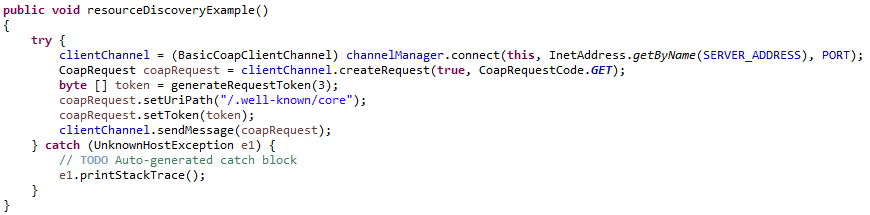 public void resourceDiscoveryExample()
{
    try {
        clientChannel = (BasicCoapClientChannel) channelManager.connect(this, InetAddress.getByName(SERVER_ADDRESS), PORT);
        CoapRequest coapRequest = clientChannel.createRequest(true, CoapRequestCode.GET);
        byte [] token = generateRequestToken(3);
        coapRequest.setUriPath("/.well-known/core");
        coapRequest.setToken(token);
        clientChannel.sendMessage(coapRequest);
    } catch (UnknownHostException e1) {
        // TODO Auto-generated catch block
        e1.printStackTrace();
    }
}